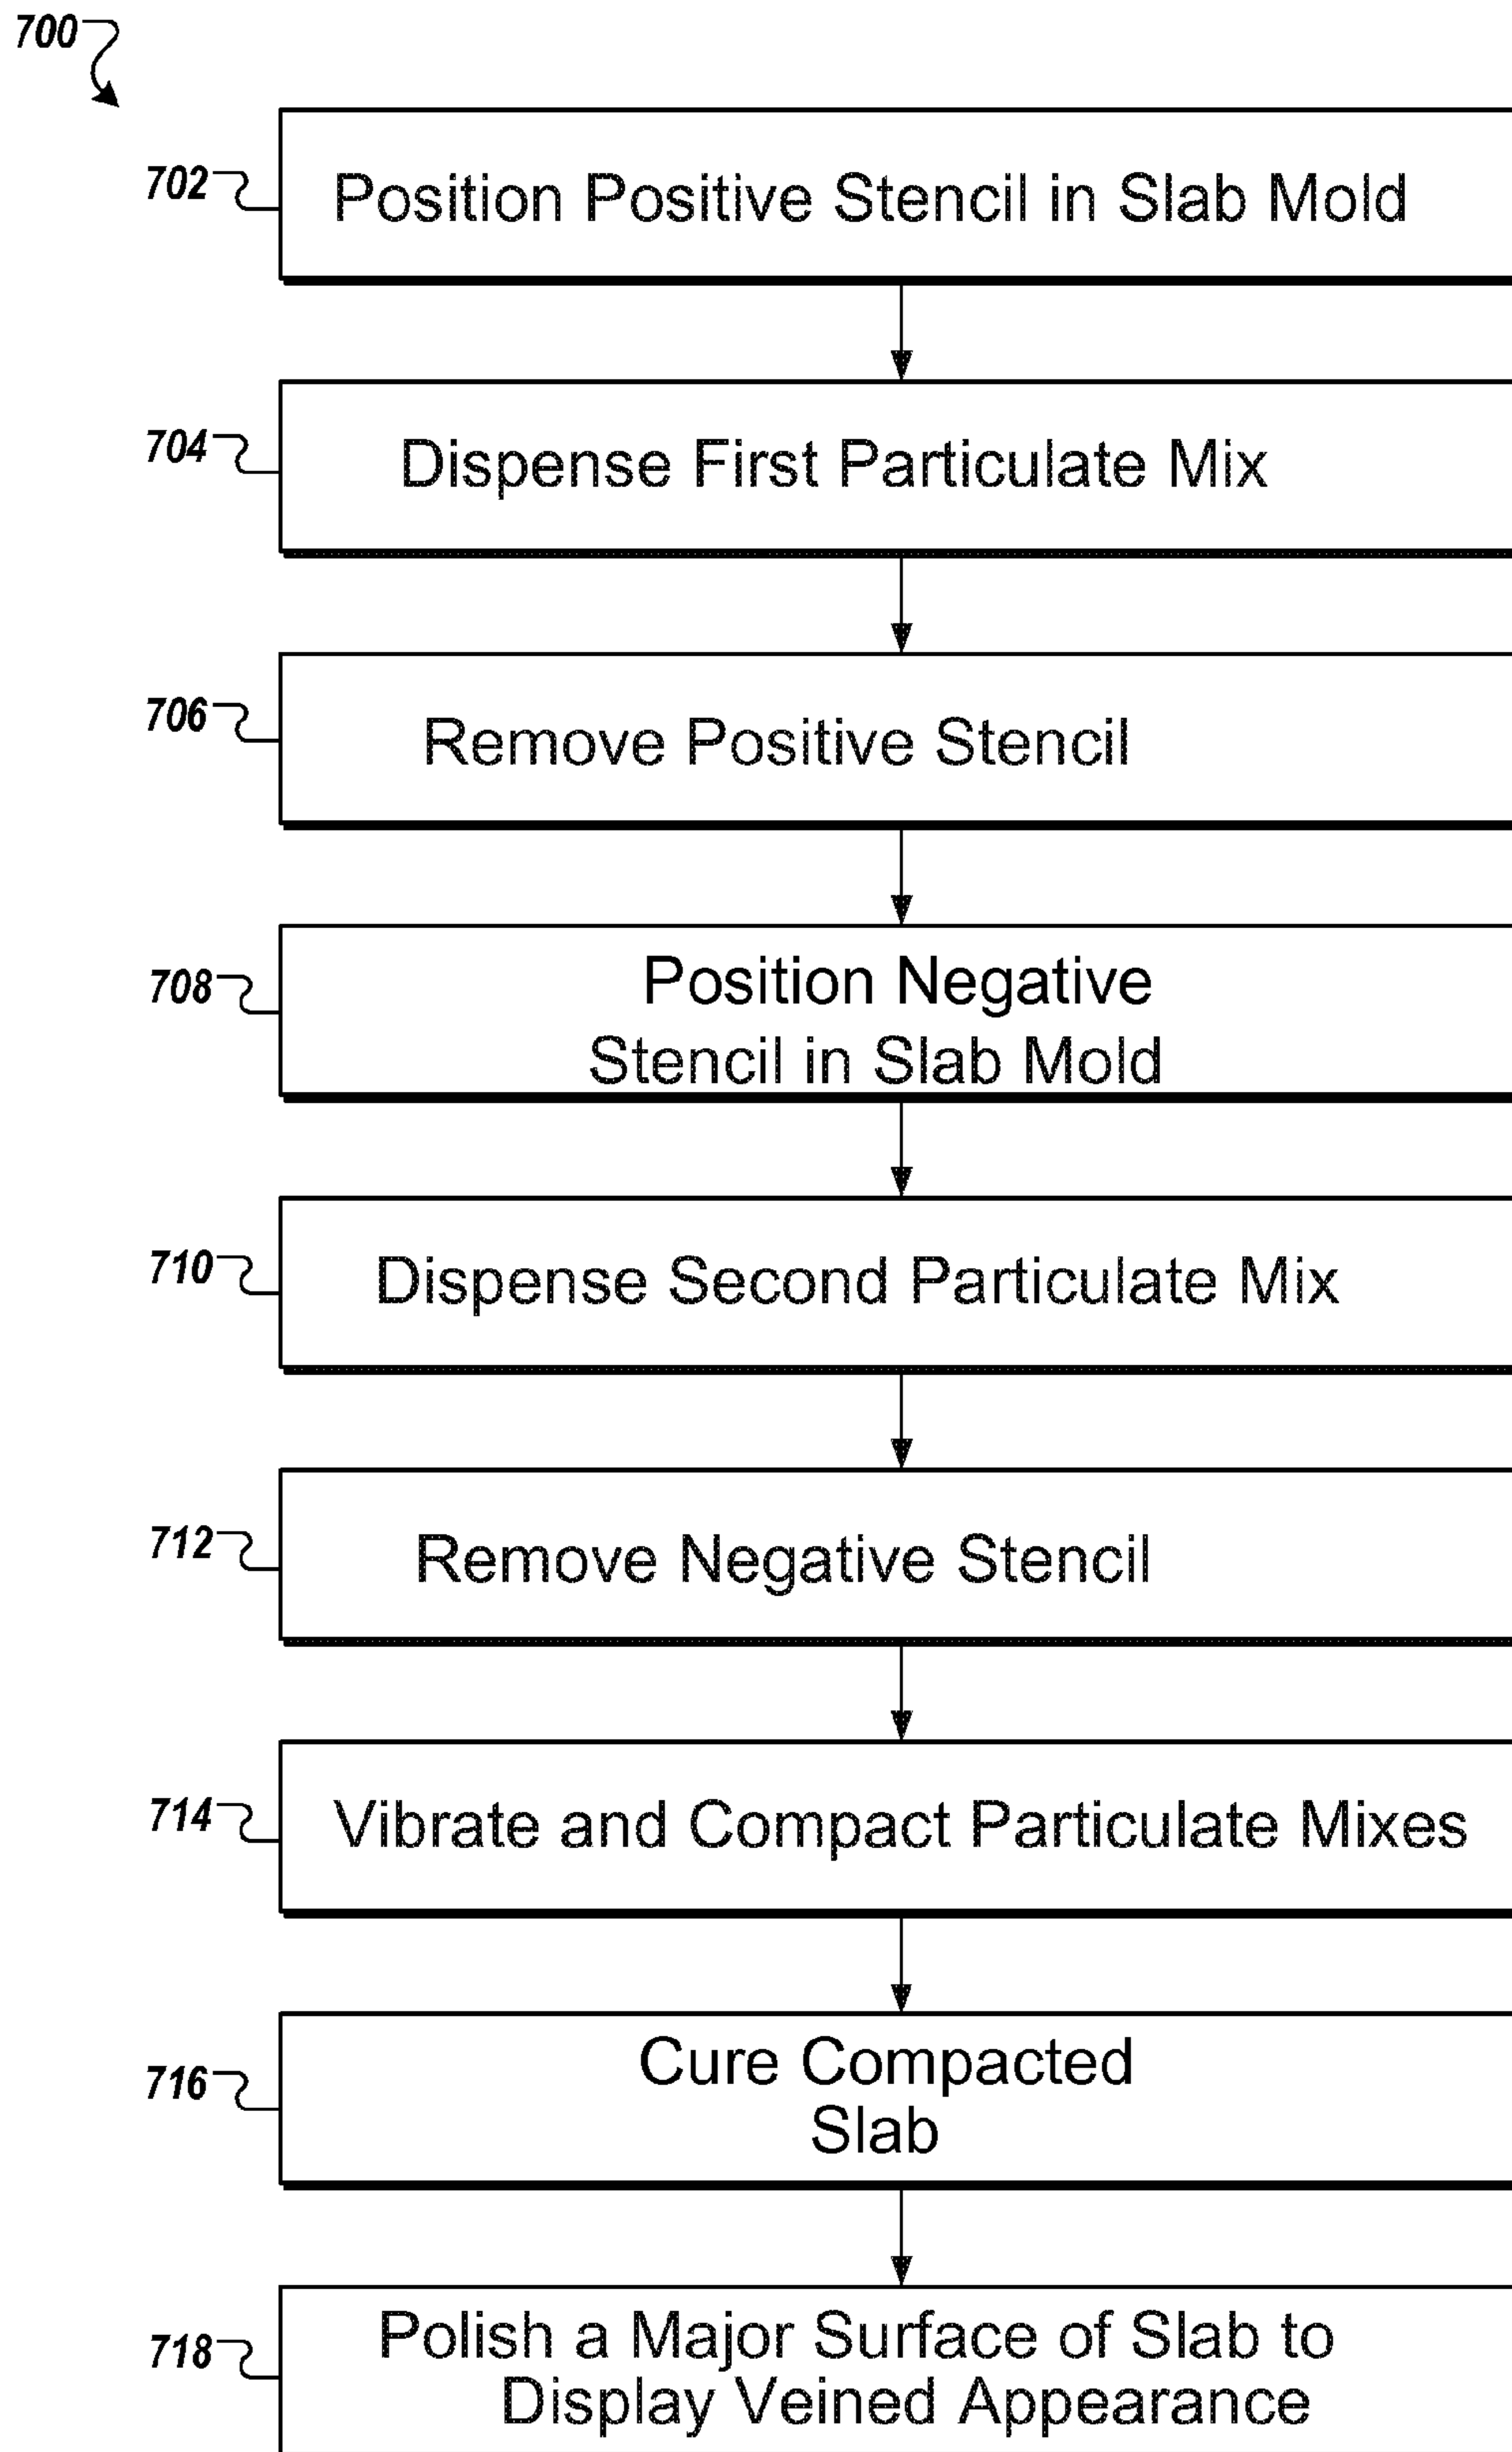 700
702
Position Positive Stencil in Slab Mold
704
Dispense First Particulate Mix
706
Remove Positive Stencil
708
Position Negative
Stencil in Slab Mold
710
Dispense Second Particulate Mix
712
Remove Negative Stencil
714
Vibrate and Compact Particulate Mixes
716
Cure Compacted
Slab
718
Polish a Major Surface of Slab to
Display Veined Appearance